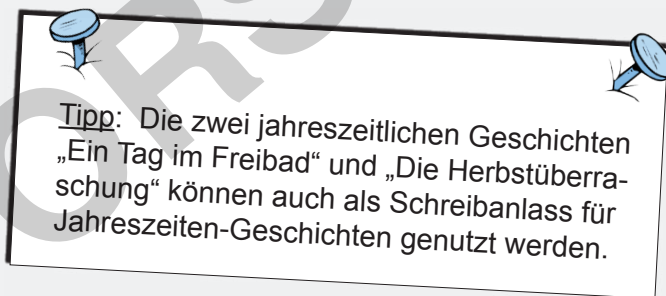 Tipp: Die zwei jahreszeitlichen Geschichten
„Ein Tag im Freibad“ und „Die Herbstüberra-
schung“ können auch als Schreibanlass für
Jahreszeiten-Geschichten genutzt werden.